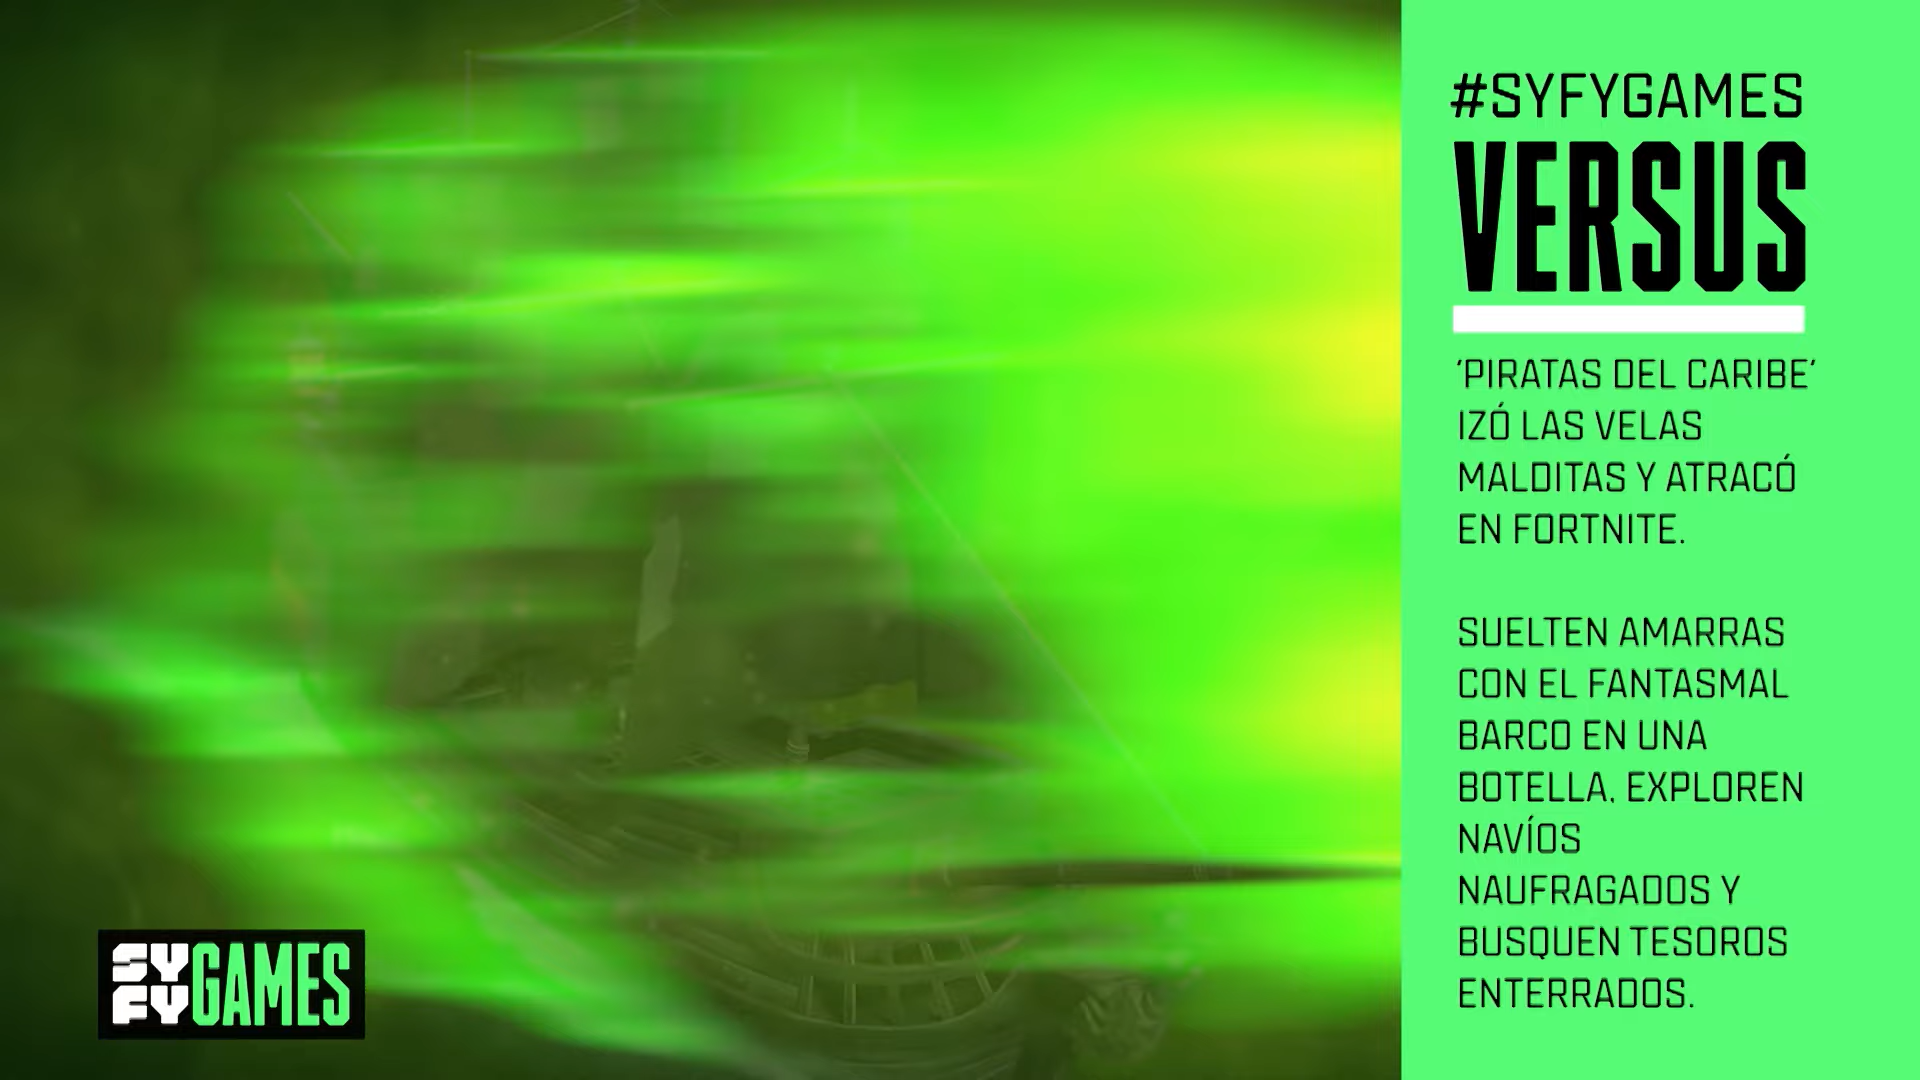 #SYFYGAMES
VERSUS
'PIRATAS DEL CARIBE'
IZÓ LAS VELAS
MALDITAS Y ATRACÓ
EN FORTNITE.
SUELTEN AMARRAS
CON EL FANTASMAL
BARCO EN UNA
BOTELLA, EXPLOREN
NAVÍOS
NAUFRAGADOS Y
BUSQUEN TESOROS
ENTERRADOS.
SYFY GAMES